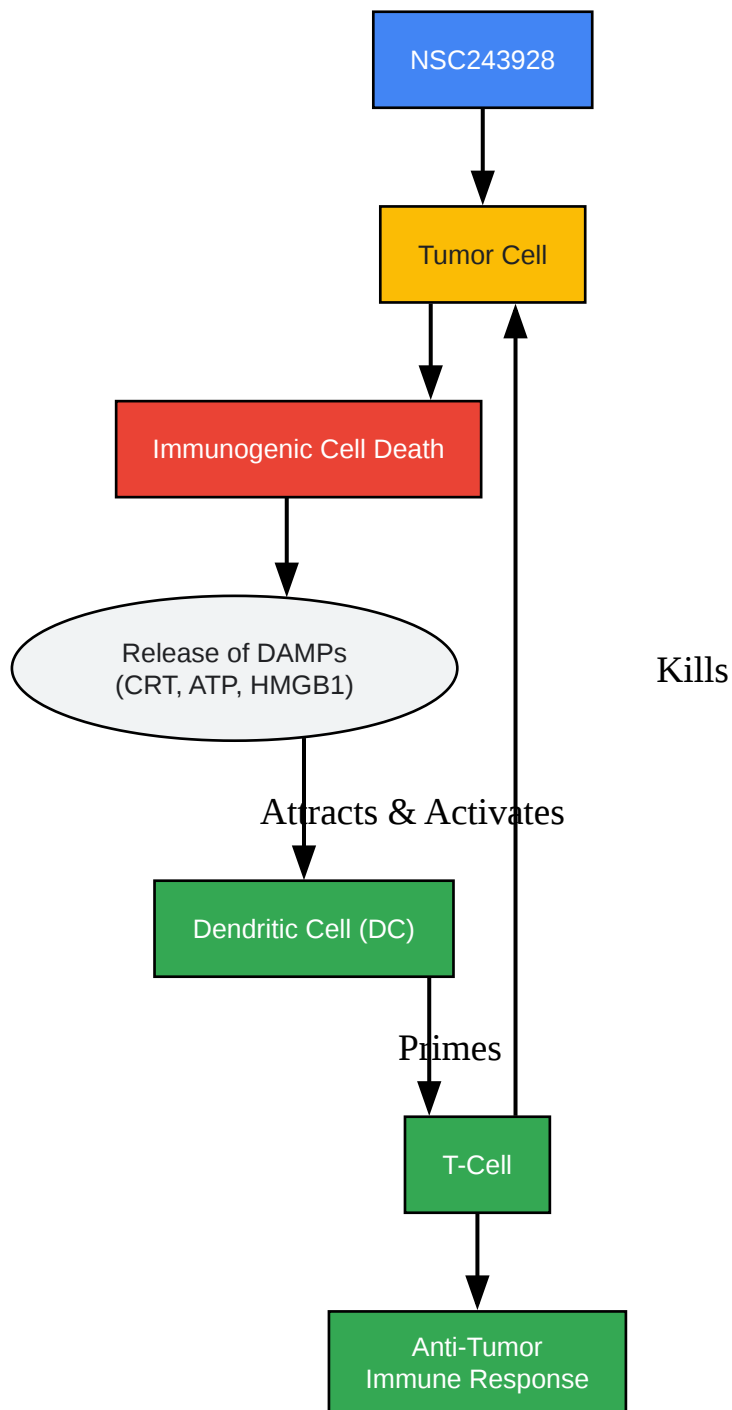 NSC243928
Tumor Cell
Immunogenic Cell Death
Release of DAMPs
(CRT, ATP, HMGB1)
Kills
Attracts & Activates
Dendritic Cell (DC)
Primes
T-Cell
Anti-Tumor
Immune Response